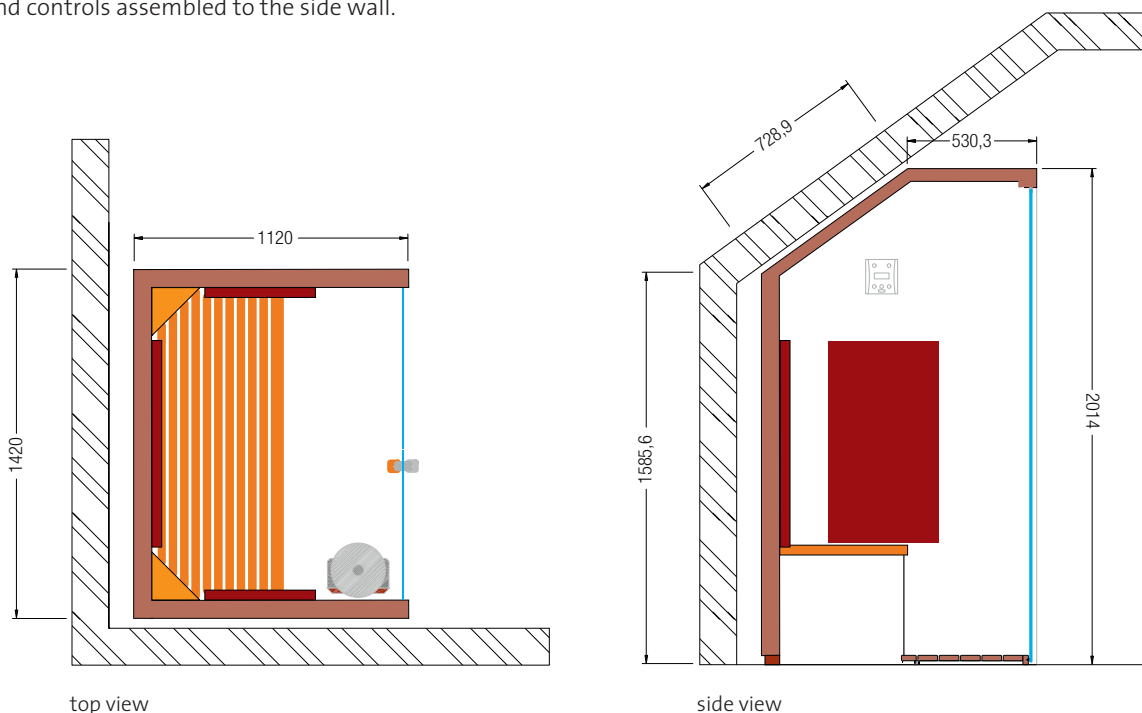 nd controls assembled to the side wall.
728,9
530,3
1120
1420
1585,6
2014
top view
side view